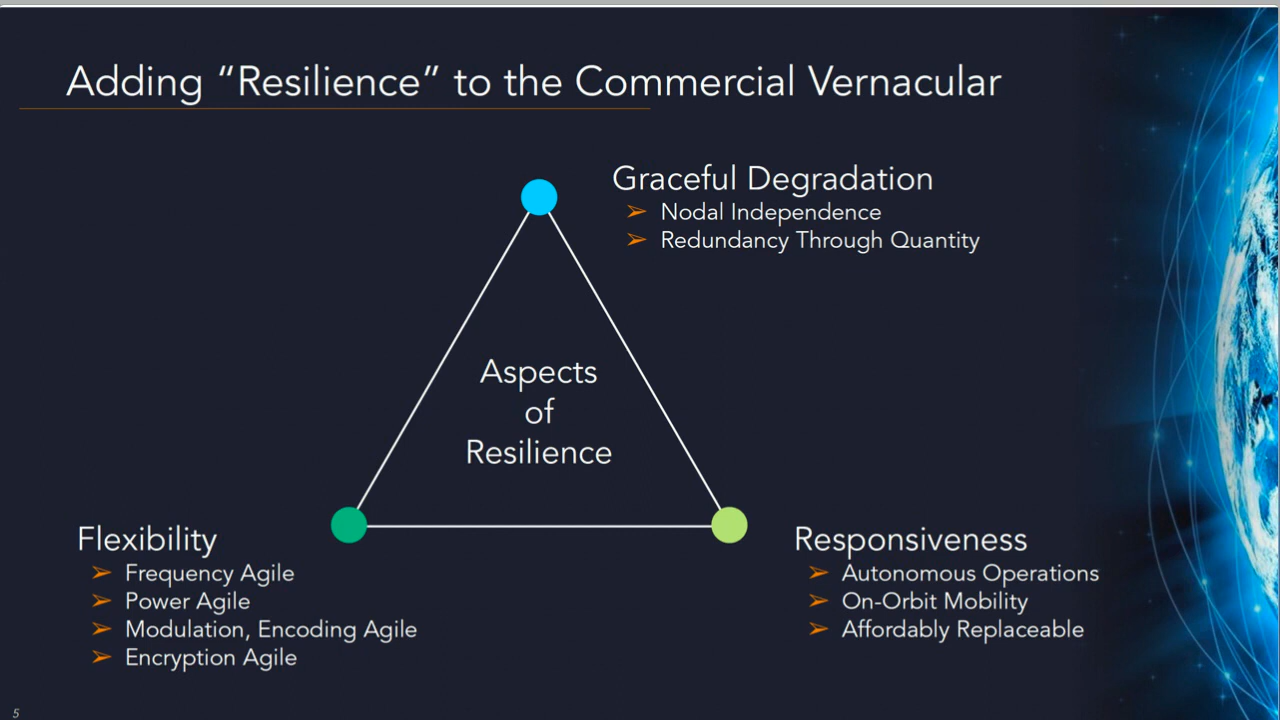 Adding “Resilience” to the Commercial Vernacular
Graceful Degradation
➢ Nodal Independence
➢ Redundancy Through Quantity
Aspects
of
Resilience
Flexibility
➢ Frequency Agile
➢ Power Agile
➢ Modulation, Encoding Agile
➢ Encryption Agile
Responsiveness
➢ Autonomous Operations
➢ On-Orbit Mobility
➢ Affordably Replaceable
5